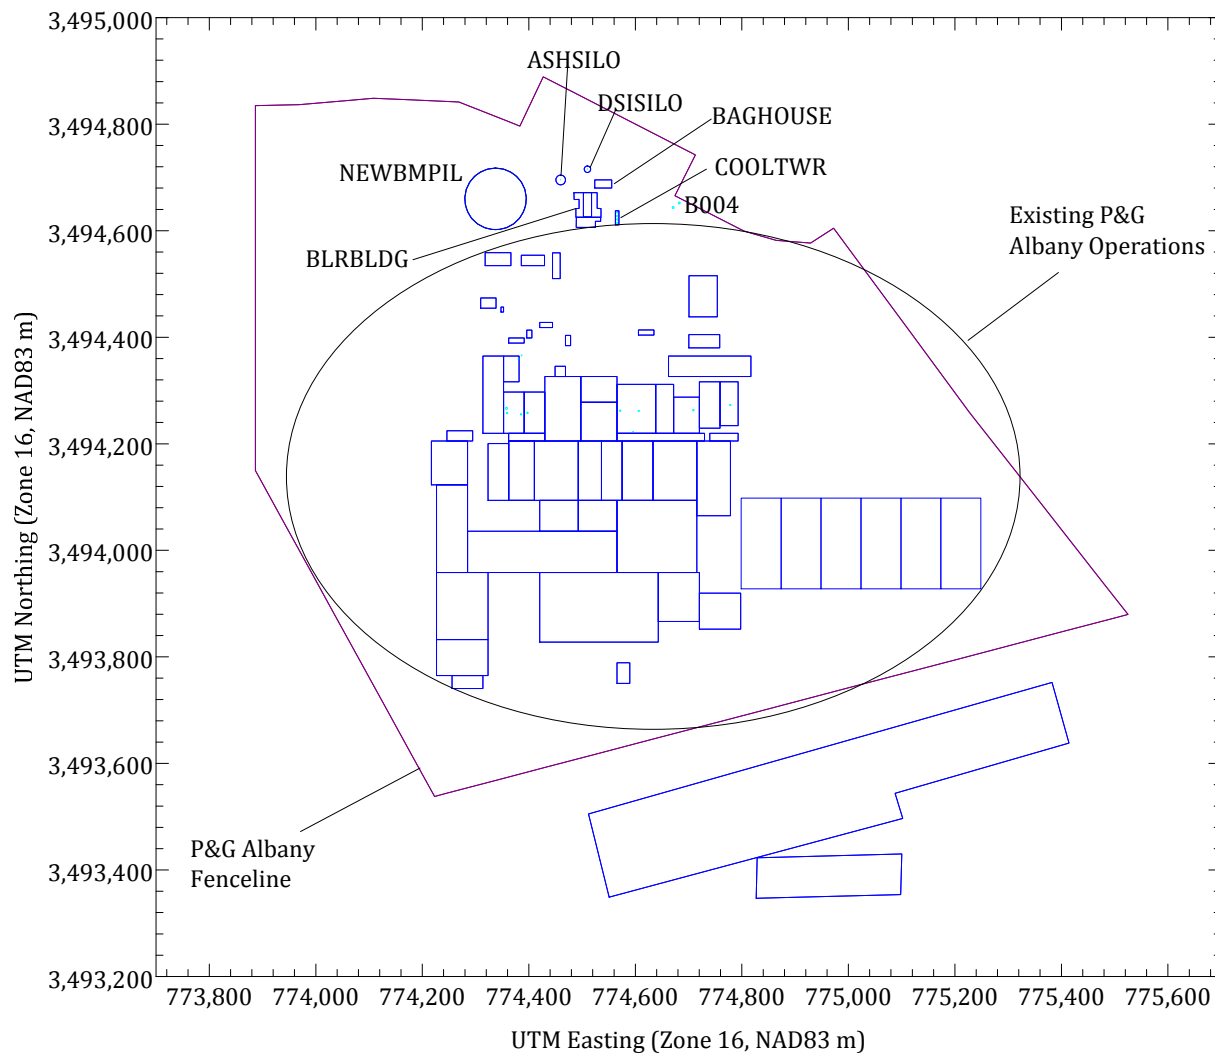 3,495,000
ASHSILO
DSISILO
3,494,800
BAGHOUSE
COOLTWR
NEWBMPIL
B004
Existing P&G
Albany Operations
3,494,600
BLRBLDG
3,494,400
3,494,200
UTM Northing (Zone 16, NAD83 m)
3,494,000
3,493,800
3,493,600
P&G Albany
Fenceline
3,493,400
3,493,200
773,800 774,000 774,200 774,400 774,600 774,800 775,000 775,200 775,400 775,600
UTM Easting (Zone 16, NAD83 m)